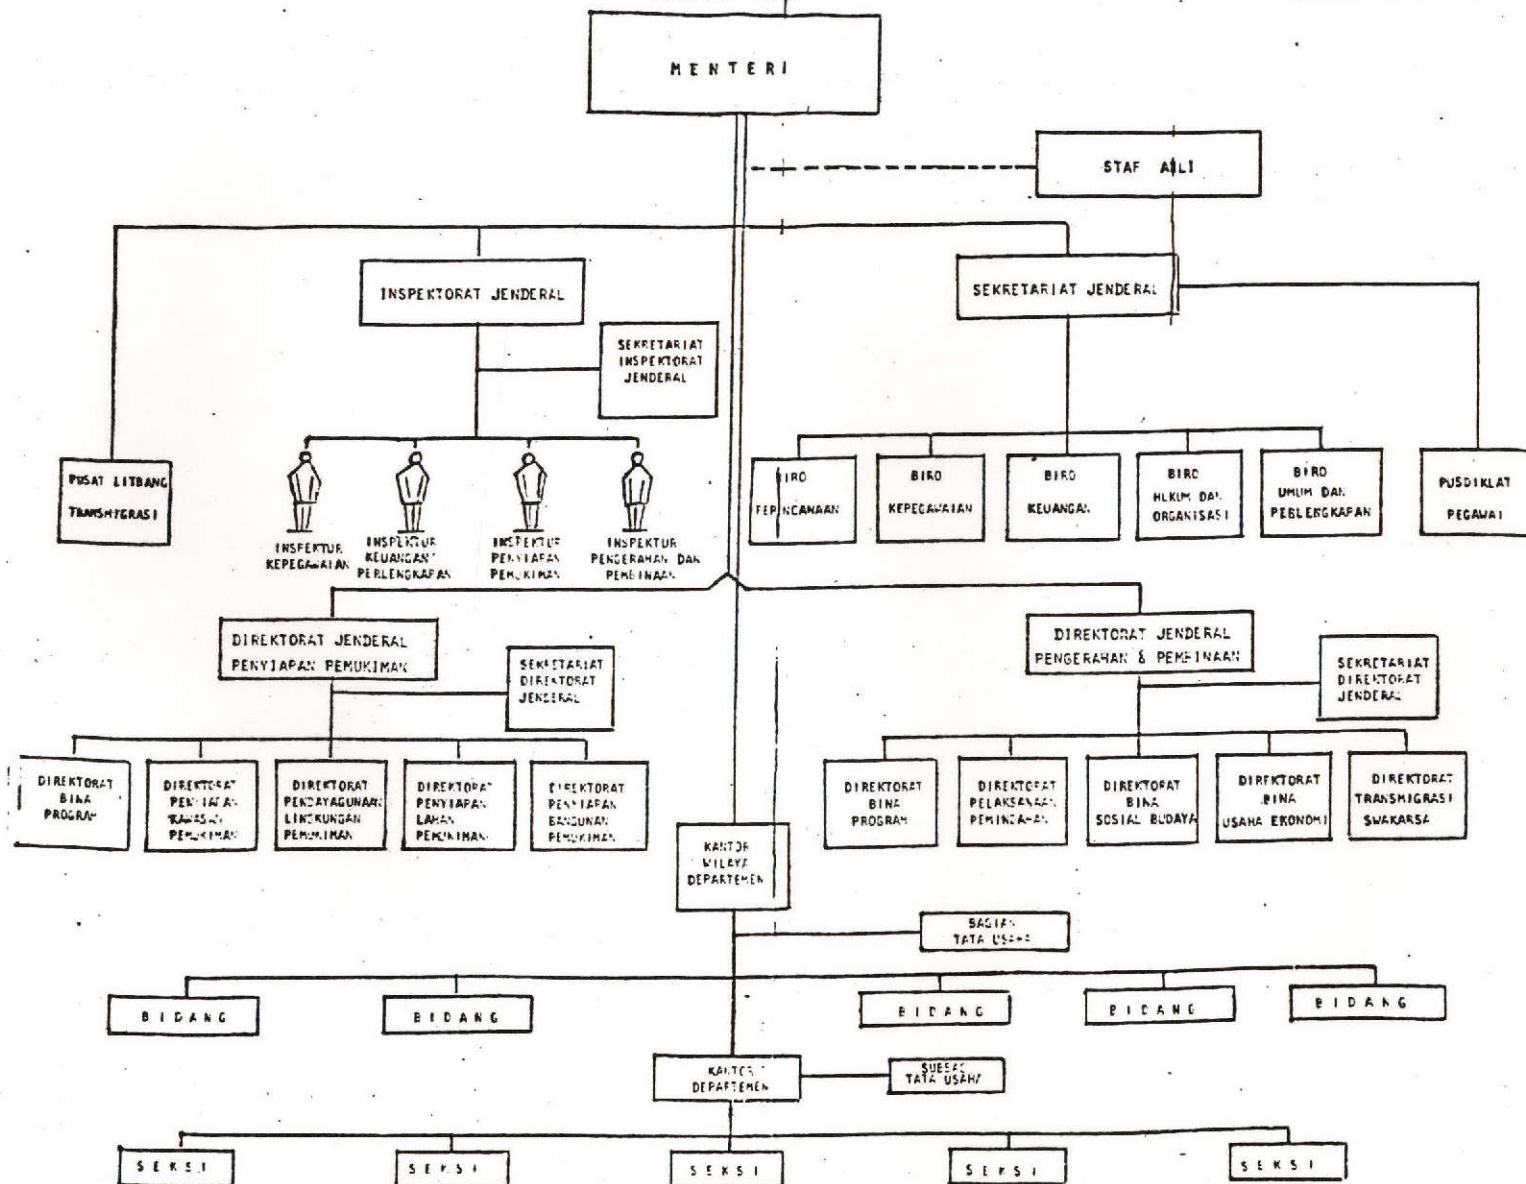 MENTERI
STAF AHLI
INSPEKTORAT JENDERAL
SEKRETARIAT JENDERAL
SEKRETARIAT
INSPEKTORAT
JENDERAL
PUSAT LITBANG
TRANSMIGRASI
INSPEKTUR
KEPEGAWAIAN
INSPEKTUR
KEUANGAN
PERLENGKAPAN
INSPEKTUR
PENYIAPAN
PEMUKIMAN
INSPEKTUR
PENGERAHAN DAN
PEMBINAAN
BIRO
PERENCANAAN
BIRO
KEPEGAWAIAN
BIRO
KEUANGAN
BIRO
HUKUM DAN
ORGANISASI
BIRO
UMUM DAN
PERLENGKAPAN
PUSDIKLAT
PEGAWAI
DIREKTORAT JENDERAL
PENYIAPAN PEMUKIMAN
SEKRETARIAT
DIREKTORAT
JENDERAL
DIREKTORAT JENDERAL
PENGERAHAN & PEMBINAAN
SEKRETARIAT
DIREKTORAT
JENDERAL
DIREKTORAT
BINA
PROGRAM
DIREKTORAT
PENYIAPAN
KAWASAN
PEMUKIMAN
DIREKTORAT
PENDAYAGUNAAN
LINGKUNGAN
PEMUKIMAN
DIREKTORAT
PENYIAPAN
LAHAN
PEMUKIMAN
DIREKTORAT
PENYIAPAN
BANGUNAN
PEMUKIMAN
DIREKTORAT
BINA
PROGRAM
DIREKTORAT
PELAKSANAAN
PEMINDAHAN
DIREKTORAT
BINA
SOSIAL BUDAYA
DIREKTORAT
BINA
USAHA EKONOMI
DIREKTORAT
TRANSMIGRASI
SWAKARSA
KANTOR
WILAYA
DEPARTEMEN
BAGIAN
TATA USAHA
BIDANG
BIDANG
BIDANG
BIDANG
BIDANG
KANTOR
DEPARTEMEN
SUBBAG
TATA USAHA
SEKSI
SEKSI
SEKSI
SEKSI
SEKSI